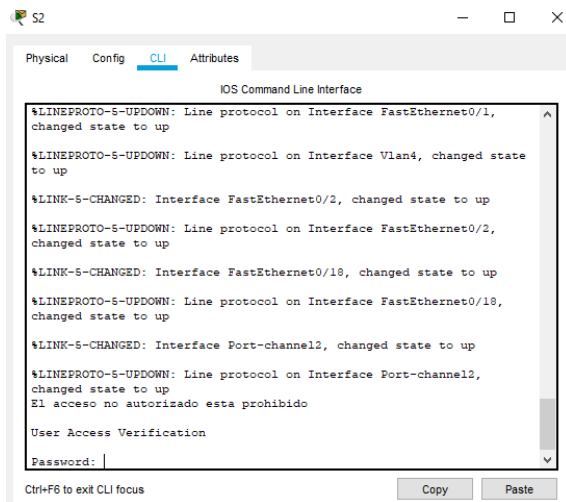 S2
Physical Config CLI Attributes
IOS Command Line Interface
%LINEPROTO-5-UPDOWN: Line protocol on Interface FastEthernet0/1,
changed state to up
%LINEPROTO-5-UPDOWN: Line protocol on Interface Vlan4, changed state
to up
%LINK-5-CHANGED: Interface FastEthernet0/2, changed state to up
%LINEPROTO-5-UPDOWN: Line protocol on Interface FastEthernet0/2,
changed state to up
%LINK-5-CHANGED: Interface FastEthernet0/18, changed state to up
%LINEPROTO-5-UPDOWN: Line protocol on Interface FastEthernet0/18,
changed state to up
%LINK-5-CHANGED: Interface Port-channel2, changed state to up
%LINEPROTO-5-UPDOWN: Line protocol on Interface Port-channel2,
changed state to up
El acceso no autorizado esta prohibido
User Access Verification
Password:
Ctrl+F6 to exit CLI focus Copy Paste